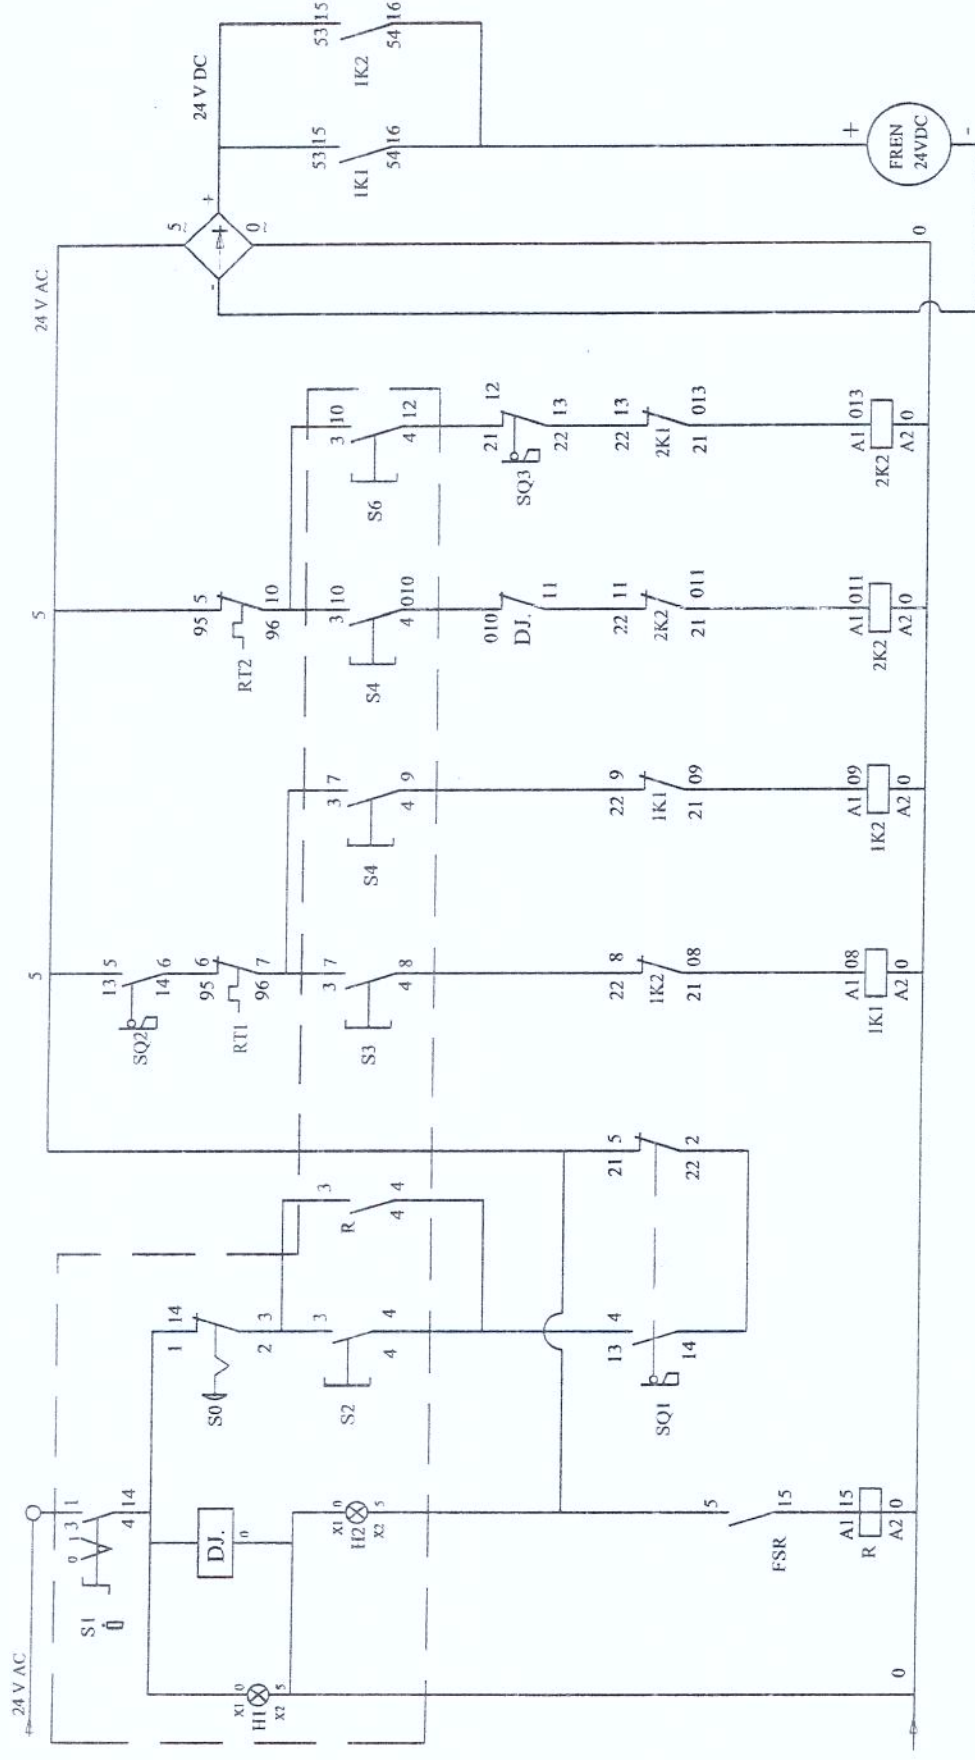 24 V AC
S1
0 1
3 1
4 14
X1 0
H1
X2 5
DJ.
0
X1 0
H2
X2 5
1 14
S0
2 3
3
S2
4 4
3
R
4 4
13 4
SQ1
14
21 5
22 2
5
FSR
15
A1 15
R
A2 0
0
5
13 5
SQ2
14 6
95 6
RT1
96 7
3 7
S3
4 8
22 8
1K2
21 08
A1 08
1K1
A2 0
3 7
S4
4 9
22 9
1K1
21 09
A1 09
1K2
A2 0
5
95 5
RT2
96 10
3 10
S4
4 010
010
DJ.
11
22 11
2K2
21 011
A1 011
2K2
A2 0
3 10
S6
4 12
21 12
SQ3
22 13
22 13
2K1
21 013
A1 013
2K2
A2 0
24 V AC
5
~
+
-
0
~
0
24 V DC
53 15
1K1
54 16
53 15
1K2
54 16
+
FREN
24VDC
-